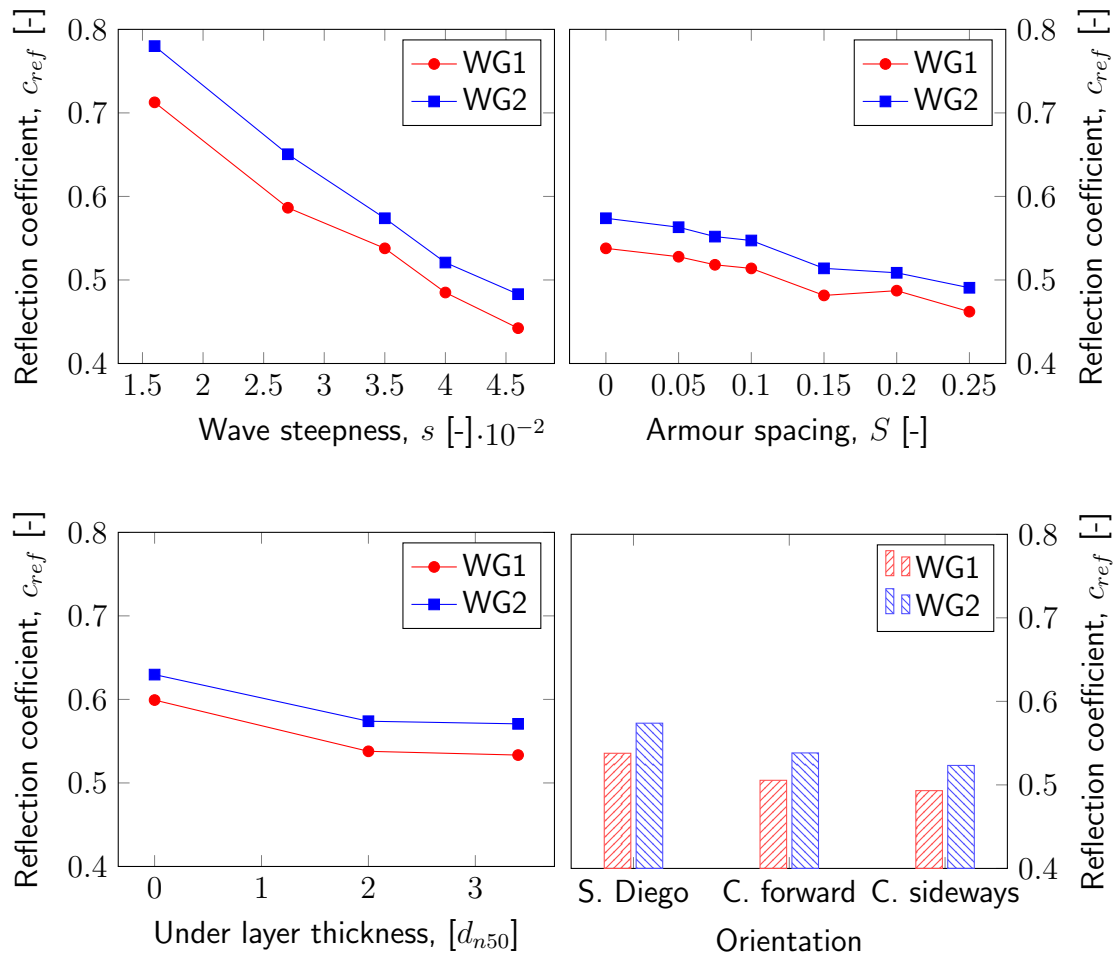 Reflection coefficient, c_ref [-]
0.8
0.7
0.6
0.5
0.4
WG1
WG2
1.5 2 2.5 3 3.5 4 4.5
Wave steepness, s [-]·10⁻²
WG1
WG2
0 0.05 0.1 0.15 0.2 0.25
Armour spacing, S [-]
0.8
0.7
0.6
0.5
0.4
Reflection coefficient, c_ref [-]
Reflection coefficient, c_ref [-]
0.8
0.7
0.6
0.5
0.4
WG1
WG2
0 1 2 3
Under layer thickness, [d_n50]
WG1
WG2
S. Diego C. forward C. sideways
Orientation
0.8
0.7
0.6
0.5
0.4
Reflection coefficient, c_ref [-]